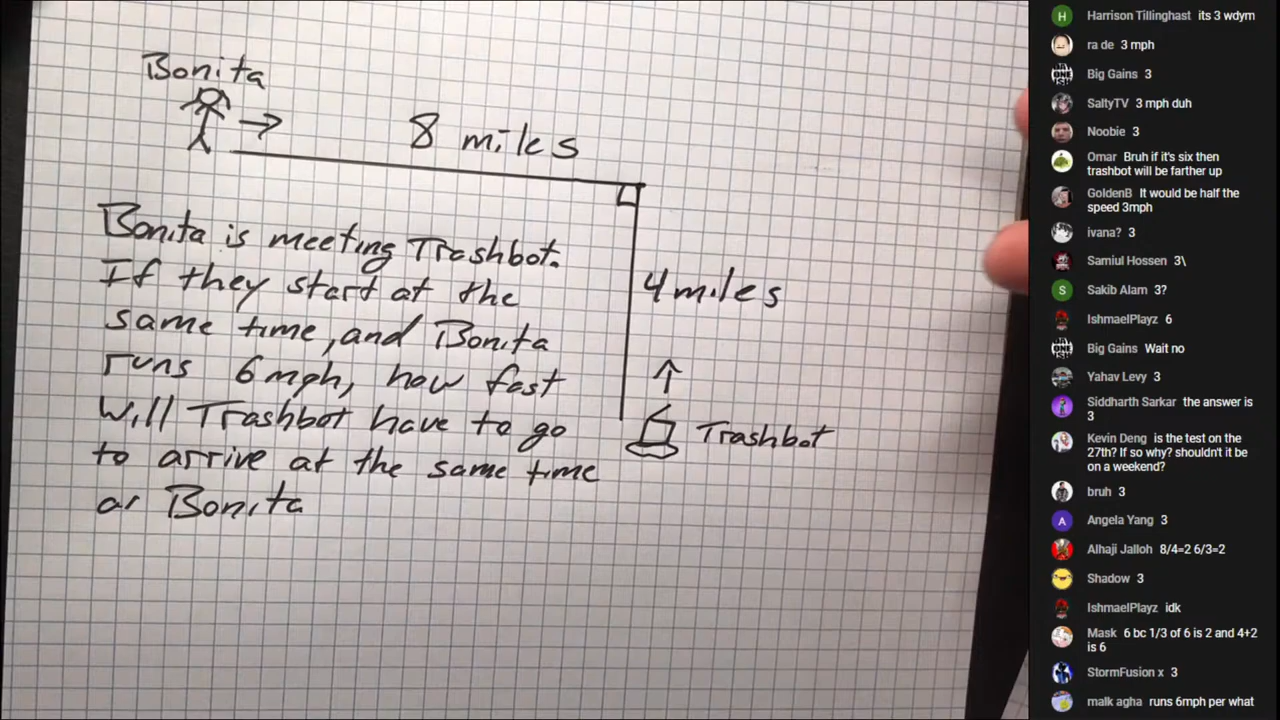 Bonita
8 miles
Bonita is meeting Trashbot.
If they start at the
same time, and Bonita
runs 6mph, how fast
will Trashbot have to go
to arrive at the same time
as Bonita
4 miles
Trashbot
Harrison Tillinghast its 3 wdym
ra de 3 mph
Big Gains 3
SaltyTV 3 mph duh
Noobie 3
Omar Bruh if it's six then
trashbot will be farther up
GoldenB It would be half the
speed 3mph
ivana? 3
Samiul Hossen 3\
Sakib Alam 3?
IshmaelPlayz 6
Big Gains Wait no
Yahav Levy 3
Siddharth Sarkar the answer is
3
Kevin Deng is the test on the
27th? If so why? shouldn't it be
on a weekend?
bruh 3
Angela Yang 3
Alhaji Jalloh 8/4=2 6/3=2
Shadow 3
IshmaelPlayz idk
Mask 6 bc 1/3 of 6 is 2 and 4+2
is 6
StormFusion x 3
malk agha runs 6mph per what